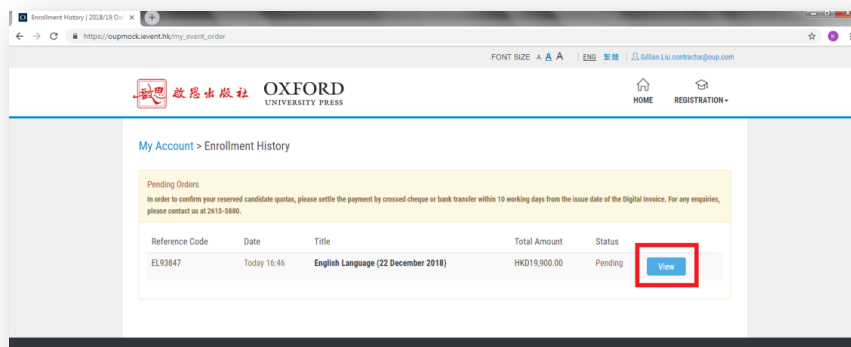 Enrollment History | 2018/19 Oxf
https://oupmock.ievent.hk/my_event_order
FONT SIZE A A A | ENG 繁體 | Gillian.Liu.contractor@oup.com
啟思出版社 OXFORD
UNIVERSITY PRESS
HOME REGISTRATION
My Account > Enrollment History
Pending Orders
In order to confirm your reserved candidate quotas, please settle the payment by crossed cheque or bank transfer within 10 working days from the issue date of the Digital Invoice. For any enquiries,
please contact us at 2615-5880.
Reference Code Date Title Total Amount Status
EL93847 Today 16:46 English Language (22 December 2018) HKD19,900.00 Pending View